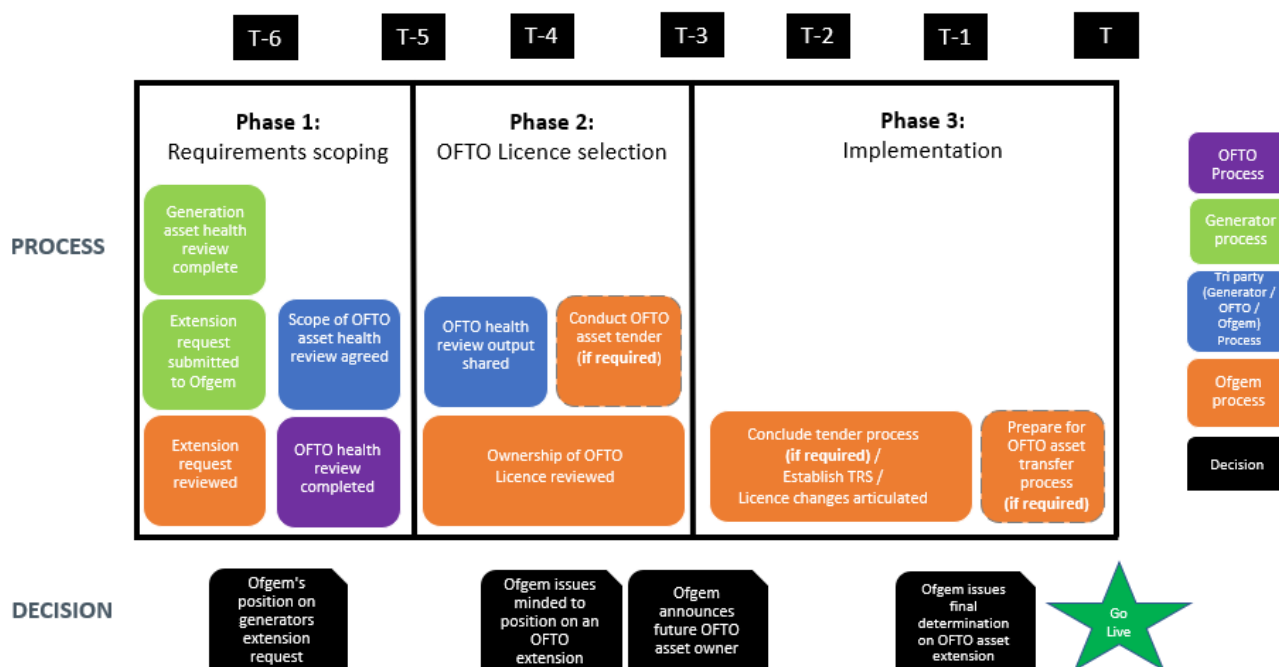 T-6
T-5
T-4
T-3
T-2
T-1
T
Phase 1:
Requirements scoping
Phase 2:
OFTO Licence selection
Phase 3:
Implementation
PROCESS
Generation
asset health
review
complete
Extension
request
submitted
to Ofgem
Scope of OFTO
asset health
review agreed
OFTO health
review output
shared
Conduct OFTO
asset tender
(if required)
Extension
request
reviewed
OFTO health
review
completed
Ownership of OFTO
Licence reviewed
Conclude tender process
(if required) /
Establish TRS /
Licence changes articulated
Prepare for
OFTO asset
transfer
process
(if required)
OFTO
Process
Generator
process
Tri party
(Generator /
OFTO /
Ofgem)
Process
Ofgem
process
Decision
DECISION
Ofgem's
position on
generators
extension
request
Ofgem issues
minded to
position on an
OFTO
extension
Ofgem
announces
future OFTO
asset owner
Ofgem issues
final
determination
on OFTO asset
extension
Go
Live